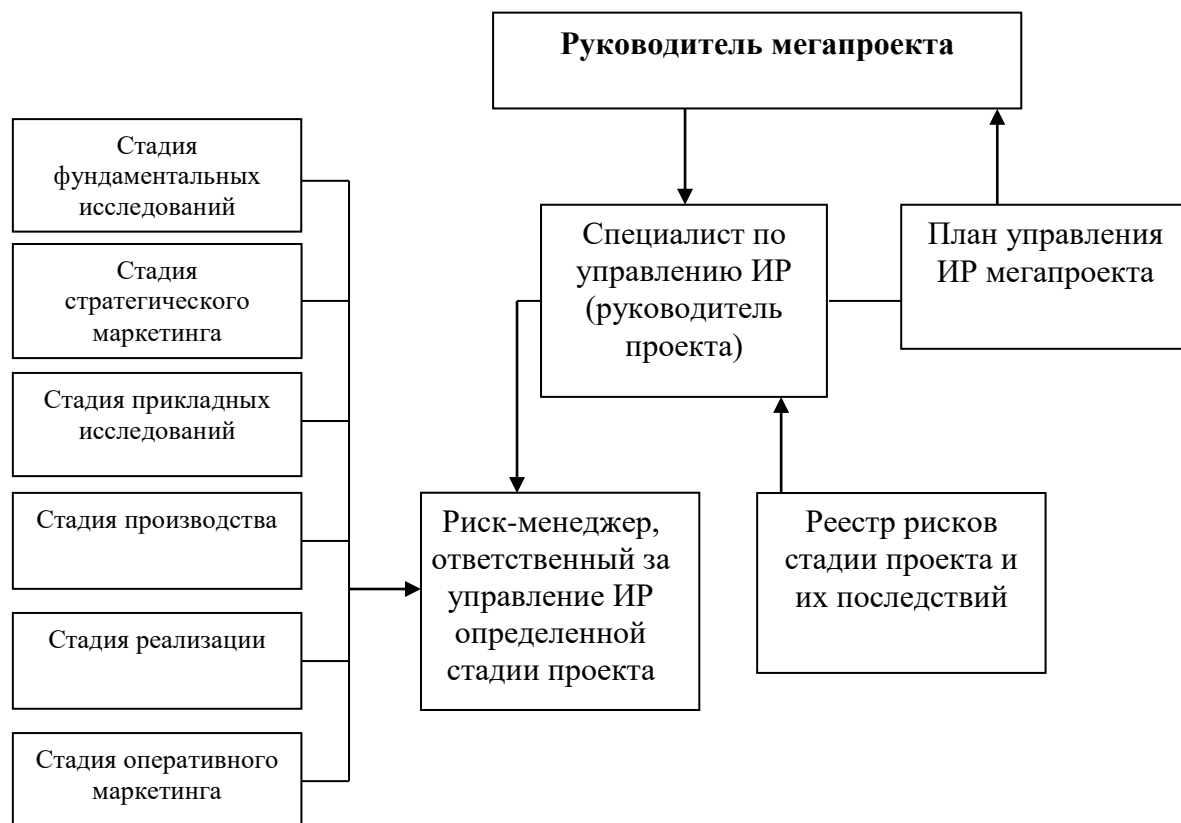 Руководитель мегапроекта
Стадия
фундаментальных
исследований
Стадия
стратегического
маркетинга
Стадия прикладных
исследований
Стадия производства
Стадия реализации
Стадия оперативного
маркетинга
Специалист по
управлению ИР
(руководитель
проекта)
План управления
ИР мегапроекта
Риск-менеджер,
ответственный за
управление ИР
определенной
стадии проекта
Реестр рисков
стадии проекта и
их последствий